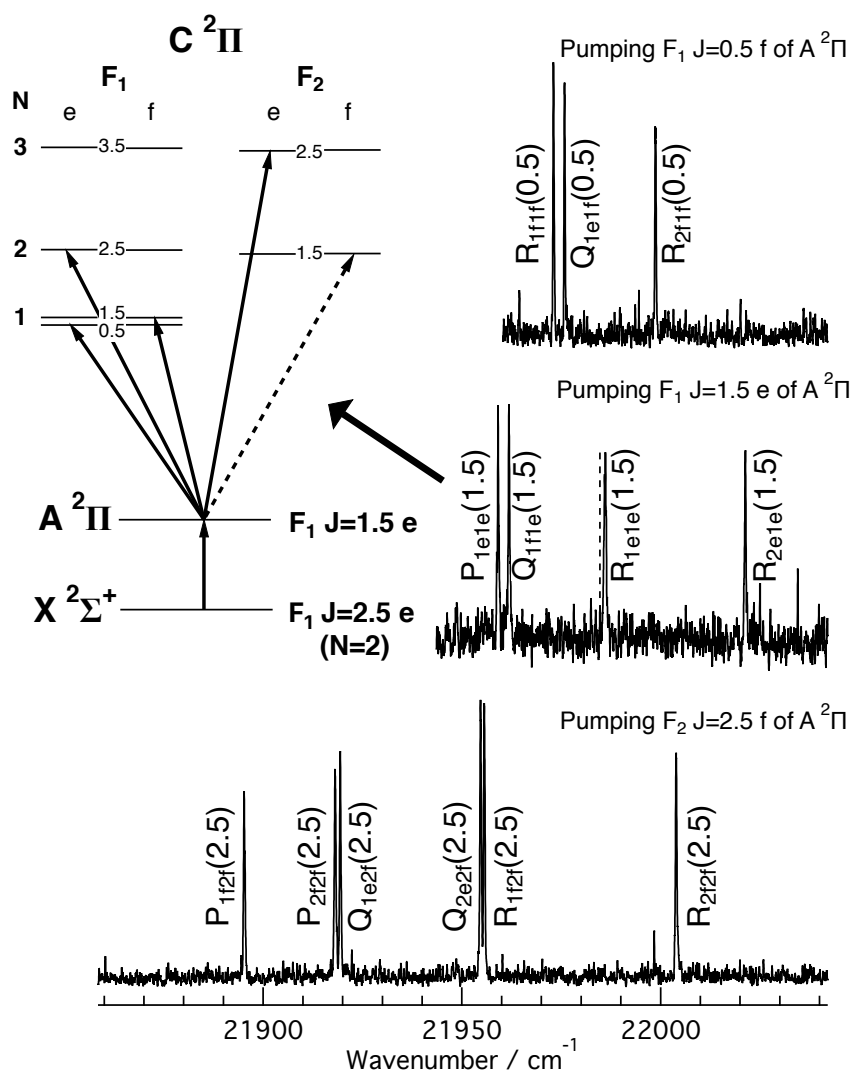 C ²Π
F₁ F₂
N e f e f
3 3.5 2.5
2 2.5 1.5
1 1.5
0.5
A ²Π F₁ J=1.5 e
X ²Σ⁺ F₁ J=2.5 e
(N=2)
Pumping F₁ J=0.5 f of A ²Π
R1f1f(0.5)
Q1e1f(0.5)
R2f1f(0.5)
Pumping F₁ J=1.5 e of A ²Π
P1e1e(1.5)
Q1f1e(1.5)
R1e1e(1.5)
R2e1e(1.5)
Pumping F₂ J=2.5 f of A ²Π
P1f2f(2.5)
P2f2f(2.5)
Q1e2f(2.5)
Q2e2f(2.5)
R1f2f(2.5)
R2f2f(2.5)
21900 21950 22000
Wavenumber / cm⁻¹